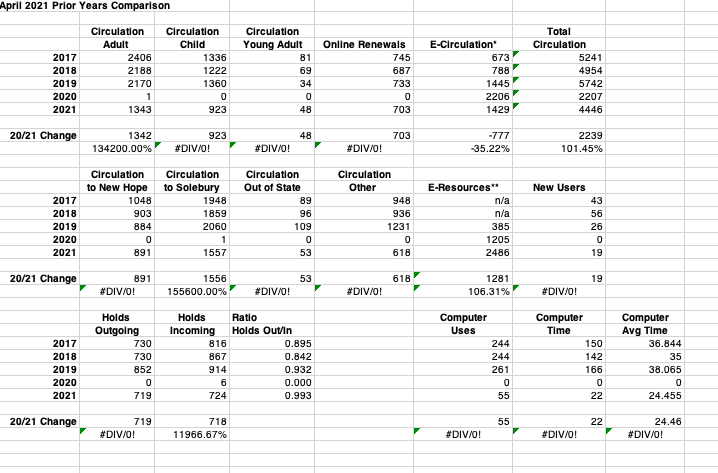 April 2021 Prior Years Comparison
Circulation Circulation Circulation Total
Adult Child Young Adult Online Renewals E-Circulation* Circulation
2017 2406 1336 81 745 673 5241
2018 2188 1222 69 687 788 4954
2019 2170 1360 34 733 1445 5742
2020 1 0 0 0 2206 2207
2021 1343 923 48 703 1429 4446
20/21 Change 1342 923 48 703 -777 2239
134200.00% #DIV/0! #DIV/0! #DIV/0! -35.22% 101.45%
Circulation Circulation Circulation Circulation
to New Hope to Solebury Out of State Other E-Resources** New Users
2017 1048 1948 89 948 n/a 43
2018 903 1859 96 936 n/a 56
2019 884 2060 109 1231 385 26
2020 0 1 0 0 1205 0
2021 891 1557 53 618 2486 19
20/21 Change 891 1556 53 618 1281 19
#DIV/0! 155600.00% #DIV/0! #DIV/0! 106.31% #DIV/0!
Holds Holds Ratio Computer Computer Computer
Outgoing Incoming Holds Out/In Uses Time Avg Time
2017 730 816 0.895 244 150 36.844
2018 730 867 0.842 244 142 35
2019 852 914 0.932 261 166 38.065
2020 0 6 0.000 0 0 0
2021 719 724 0.993 55 22 24.455
20/21 Change 719 718 55 22 24.46
#DIV/0! 11966.67% #DIV/0! #DIV/0! #DIV/0!